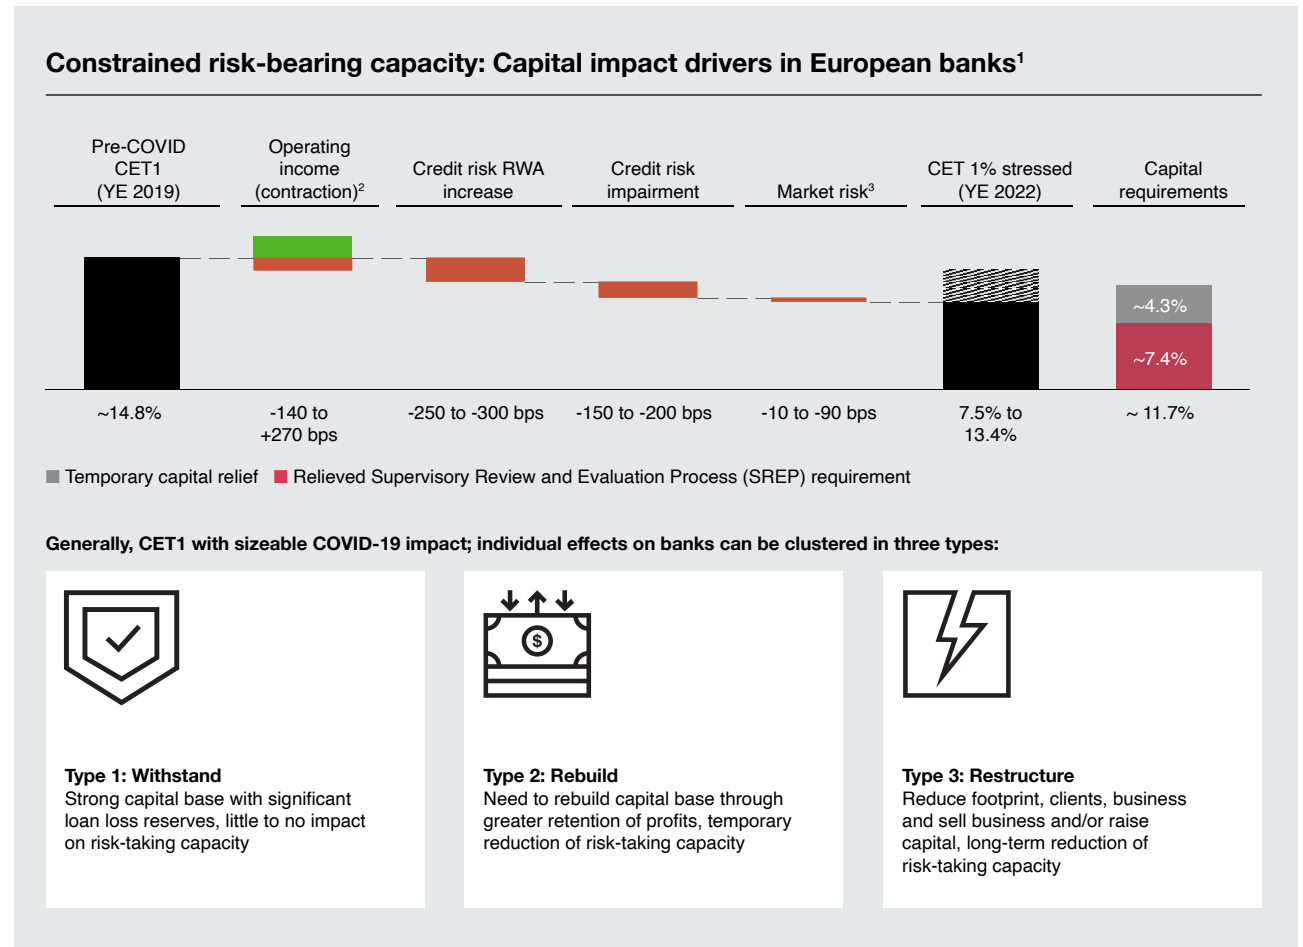 Constrained risk-bearing capacity: Capital impact drivers in European banks¹
Pre-COVID
CET1
(YE 2019)
Operating
income
(contraction)²
Credit risk RWA
increase
Credit risk
impairment
Market risk³
CET 1% stressed
(YE 2022)
Capital
requirements
~4.3%
~7.4%
~14.8%
-140 to
+270 bps
-250 to -300 bps
-150 to -200 bps
-10 to -90 bps
7.5% to
13.4%
~ 11.7%
Temporary capital relief
Relieved Supervisory Review and Evaluation Process (SREP) requirement
Generally, CET1 with sizeable COVID-19 impact; individual effects on banks can be clustered in three types:
Type 1: Withstand
Strong capital base with significant
loan loss reserves, little to no impact
on risk-taking capacity
$
Type 2: Rebuild
Need to rebuild capital base through
greater retention of profits, temporary
reduction of risk-taking capacity
Type 3: Restructure
Reduce footprint, clients, business
and sell business and/or raise
capital, long-term reduction of
risk-taking capacity